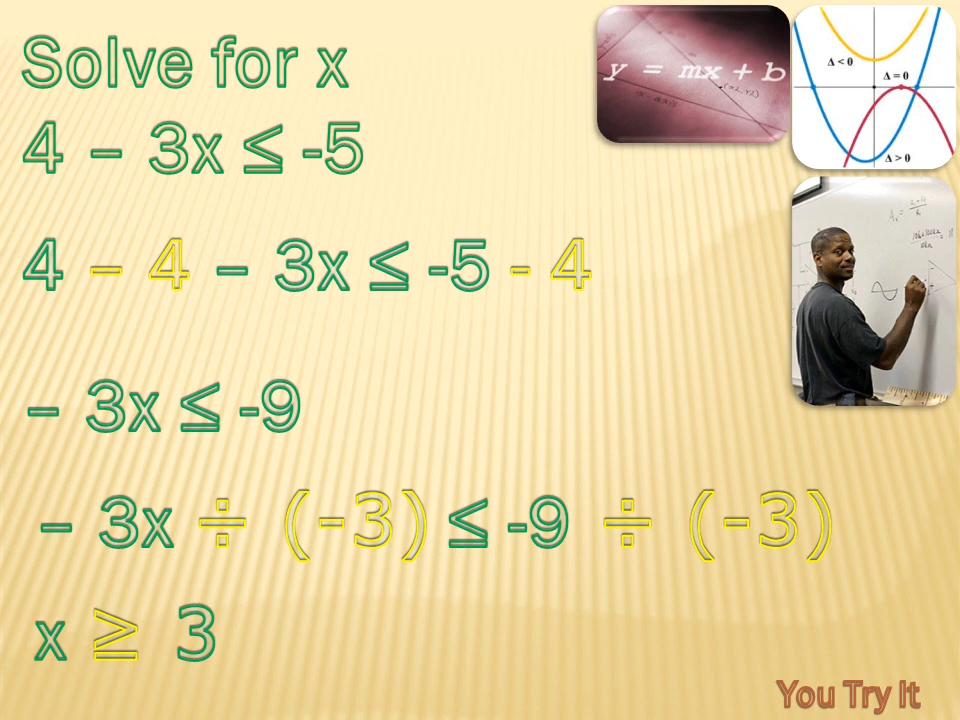 Solve for x
4 – 3x ≤ -5
4 – 4 – 3x ≤ -5 - 4
– 3x ≤ -9
– 3x ÷ (-3) ≤ -9 ÷ (-3)
x ≥ 3
y = mx + b
Δ < 0
Δ = 0
Δ > 0
You Try It